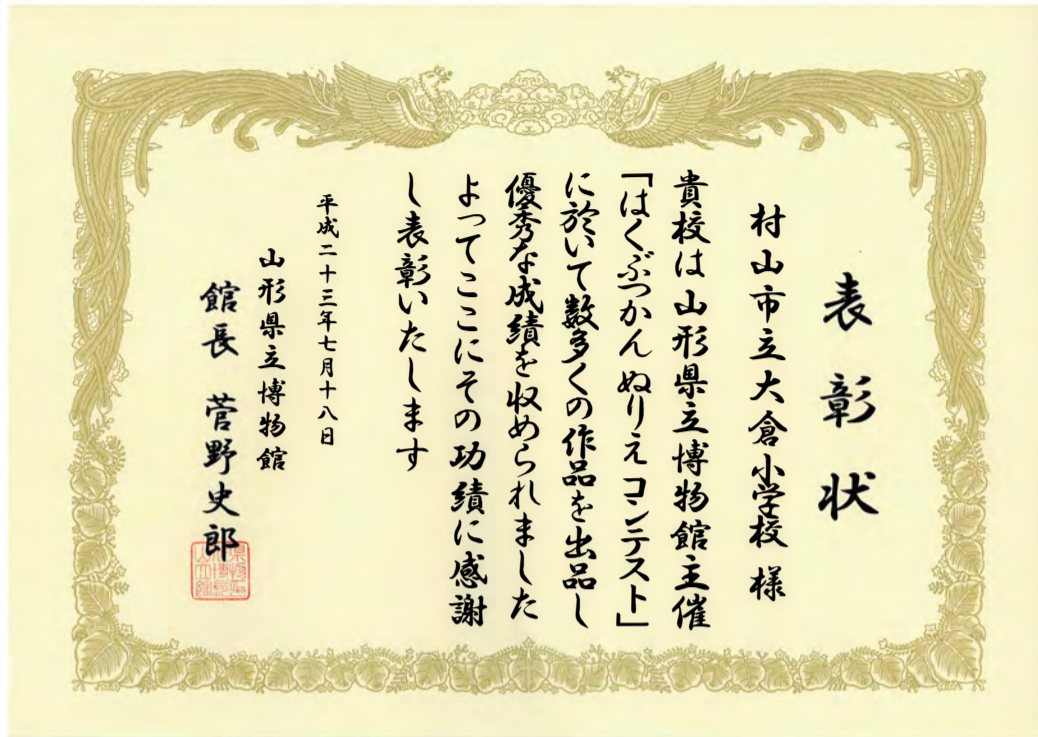 表彰状
村山市立大倉小学校 様
貴校は山形県立博物館主催
「はくぶつかんぬりえコンテスト」
に於いて数多くの作品を出品し
優秀な成績を収められました
よってここにその功績に感謝
し表彰いたします
平成二十三年七月十八日
山形県立博物館
館長 菅野史郎